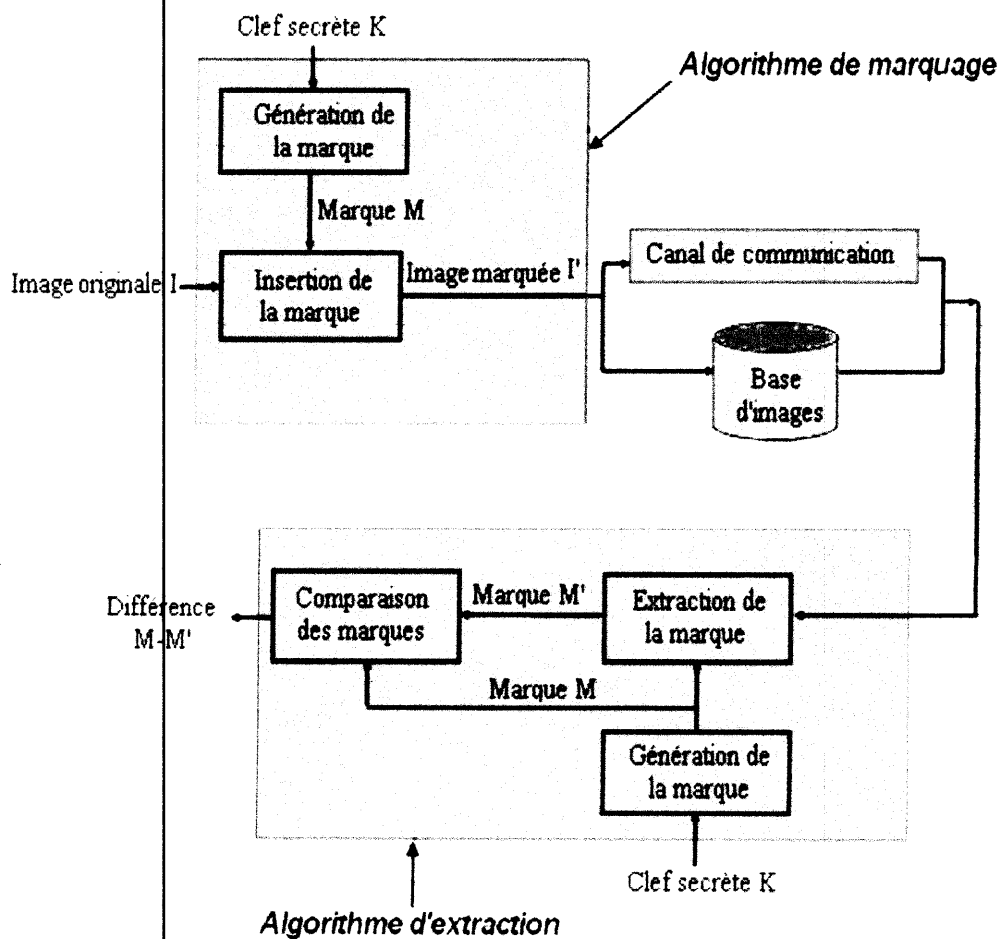 Clef secrète K
Algorithme de marquage
Génération de
la marque
Marque M
Image originale I
Insertion de
la marque
Image marquée I'
Canal de communication
Base
d'images
Différence
M-M'
Comparaison
des marques
Marque M'
Extraction de
la marque
Marque M
Génération de
la marque
Clef secrète K
Algorithme d'extraction